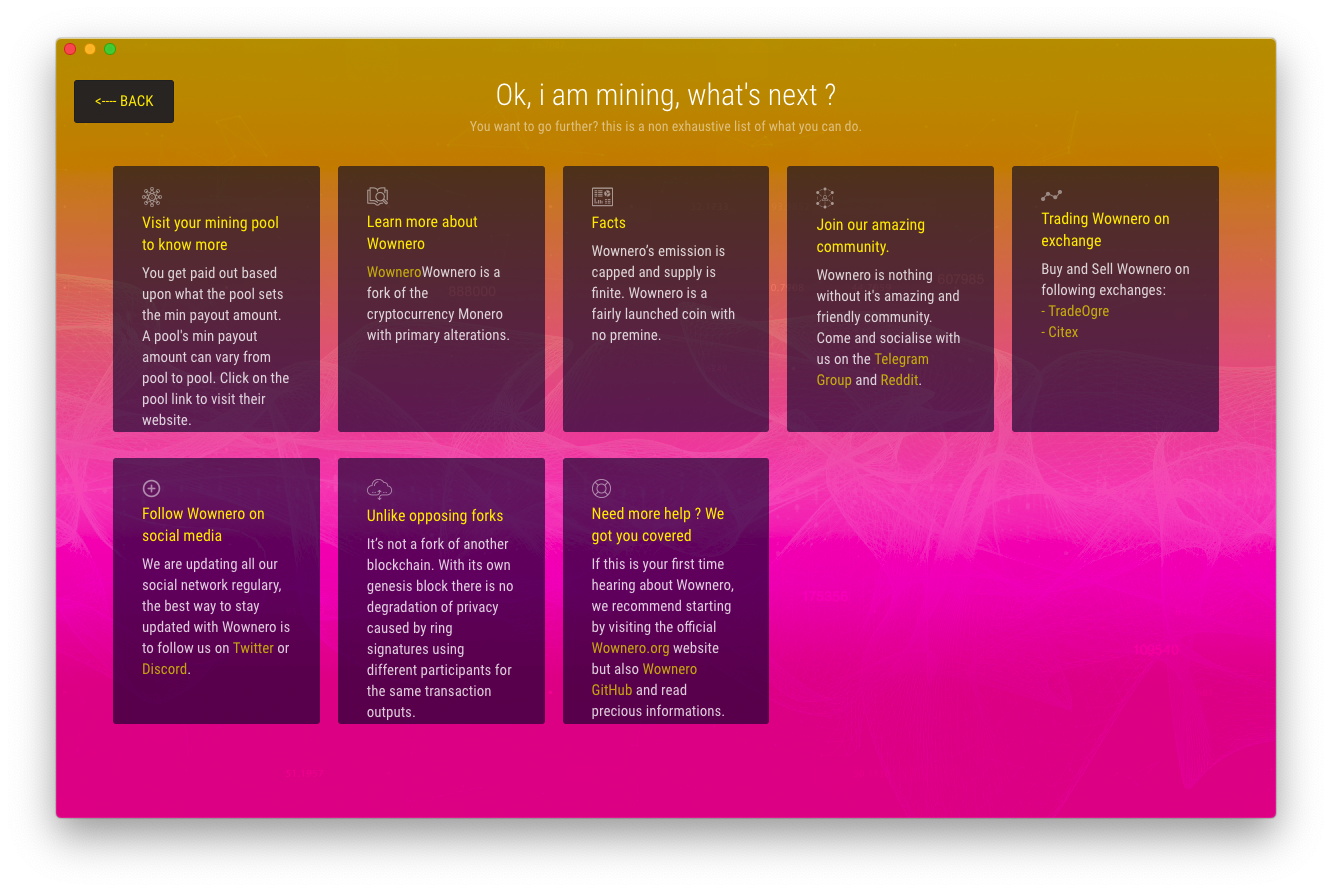 <---- BACK
Ok, i am mining, what's next ?
You want to go further? this is a non exhaustive list of what you can do.
Visit your mining pool
to know more
You get paid out based
upon what the pool sets
the min payout amount.
A pool's min payout
amount can vary from
pool to pool. Click on the
pool link to visit their
website.
Learn more about
Wownero
WowneroWownero is a
fork of the
cryptocurrency Monero
with primary alterations.
888000
Facts
Wownero's emission is
capped and supply is
finite. Wownero is a
fairly launched coin with
no premine.
Join our amazing
community.
Wownero is nothing
without it's amazing and
friendly community.
Come and socialise with
us on the Telegram
Group and Reddit.
607985
Trading Wownero on
exchange
Buy and Sell Wownero on
following exchanges:
- TradeOgre
- Citex
Follow Wownero on
social media
We are updating all our
social network regulary,
the best way to stay
updated with Wownero is
to follow us on Twitter or
Discord.
Unlike opposing forks
It's not a fork of another
blockchain. With its own
genesis block there is no
degradation of privacy
caused by ring
signatures using
different participants for
the same transaction
outputs.
Need more help ? We
got you covered
If this is your first time
hearing about Wownero,
we recommend starting
by visiting the official
Wownero.org website
but also Wownero
GitHub and read
precious informations.